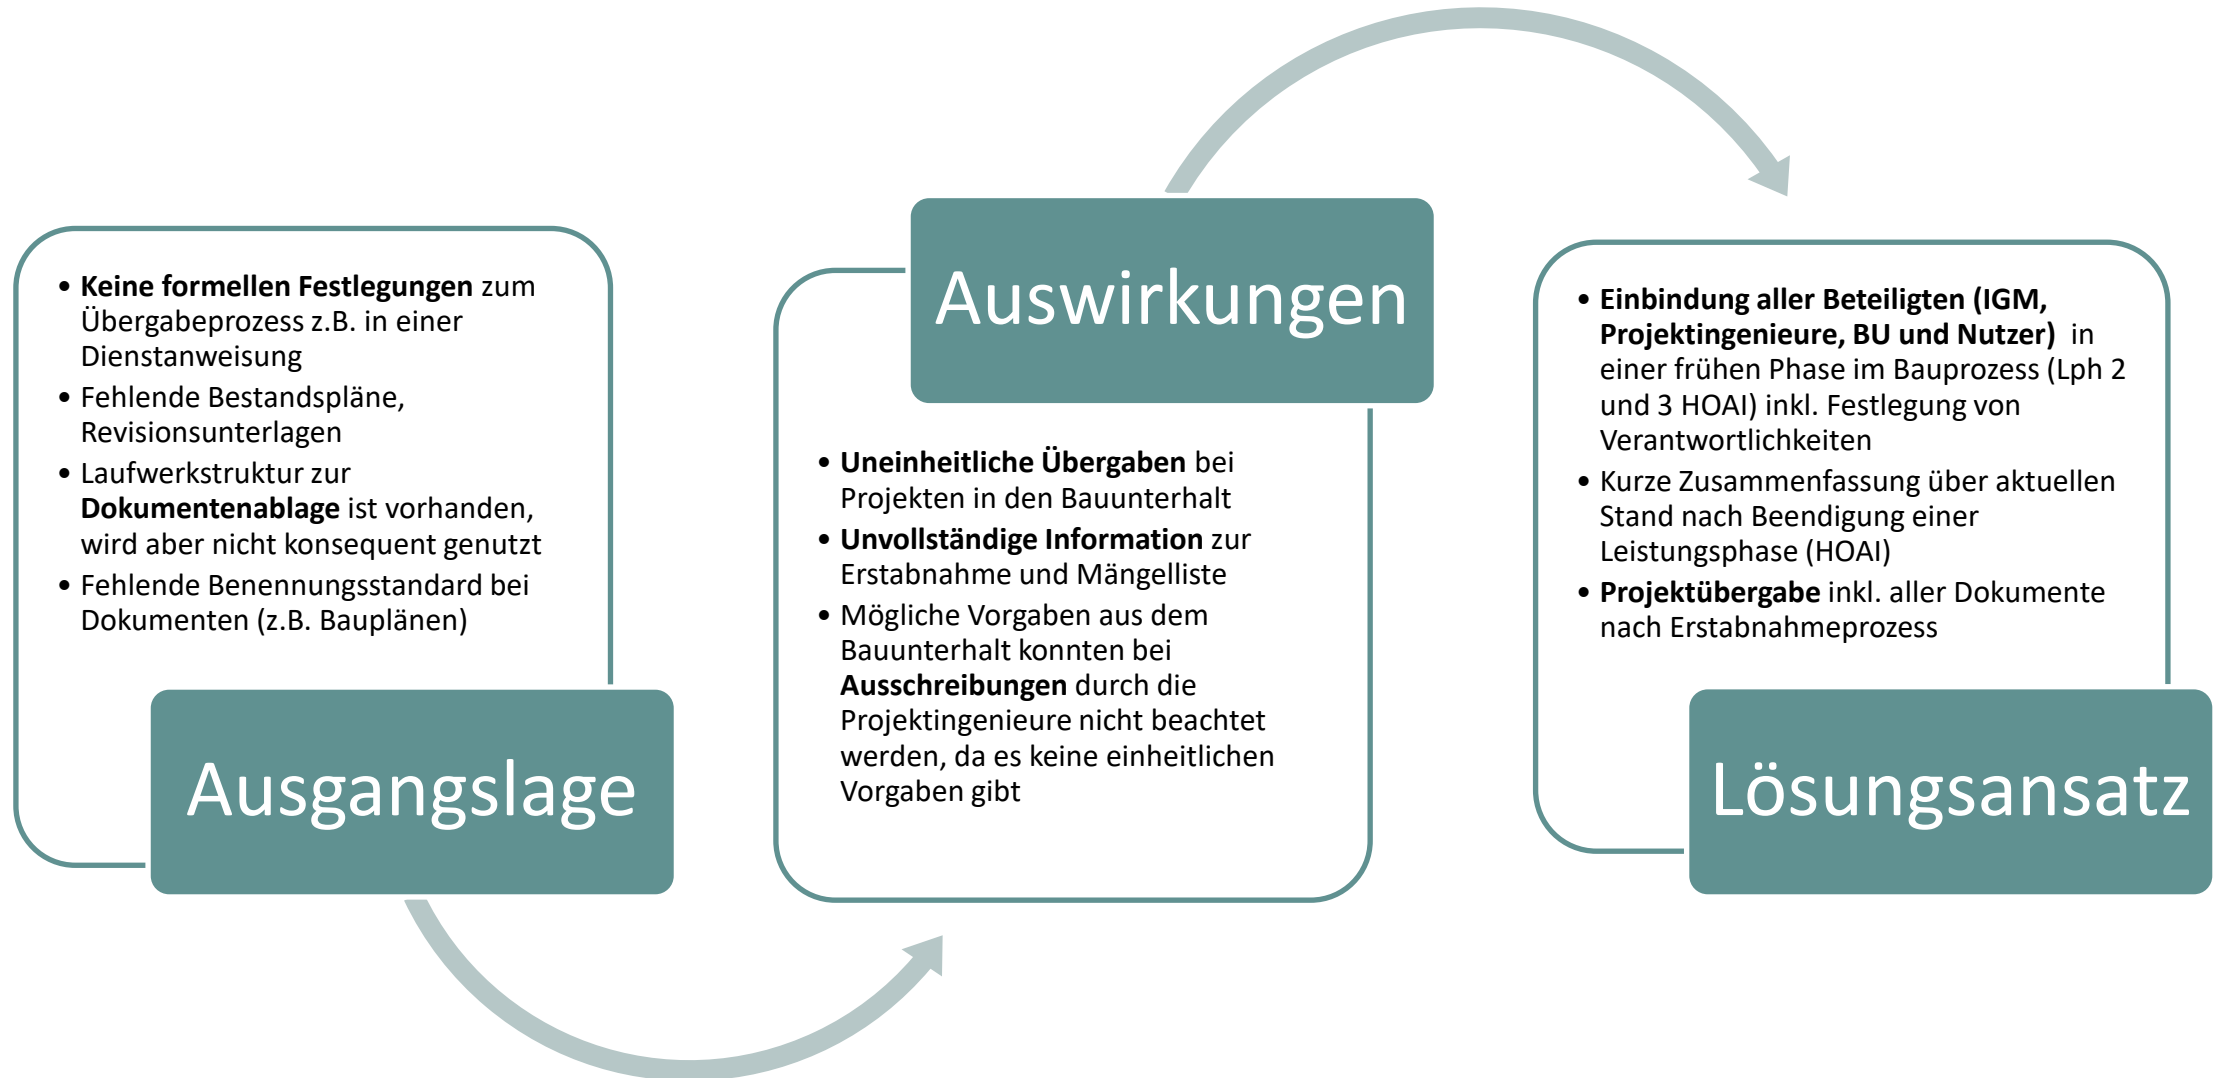 • Keine formellen Festlegungen zum
Übergabeprozess z.B. in einer
Dienstanweisung
• Fehlende Bestandspläne,
Revisionsunterlagen
• Laufwerkstruktur zur
Dokumentenablage ist vorhanden,
wird aber nicht konsequent genutzt
• Fehlende Benennungsstandard bei
Dokumenten (z.B. Bauplänen)
Ausgangslage
Auswirkungen
• Uneinheitliche Übergaben bei
Projekten in den Bauunterhalt
• Unvollständige Information zur
Erstabnahme und Mängelliste
• Mögliche Vorgaben aus dem
Bauunterhalt konnten bei
Ausschreibungen durch die
Projektingenieure nicht beachtet
werden, da es keine einheitlichen
Vorgaben gibt
• Einbindung aller Beteiligten (IGM,
Projektingenieure, BU und Nutzer) in
einer frühen Phase im Bauprozess (Lph 2
und 3 HOAI) inkl. Festlegung von
Verantwortlichkeiten
• Kurze Zusammenfassung über aktuellen
Stand nach Beendigung einer
Leistungsphase (HOAI)
• Projektübergabe inkl. aller Dokumente
nach Erstabnahmeprozess
Lösungsansatz